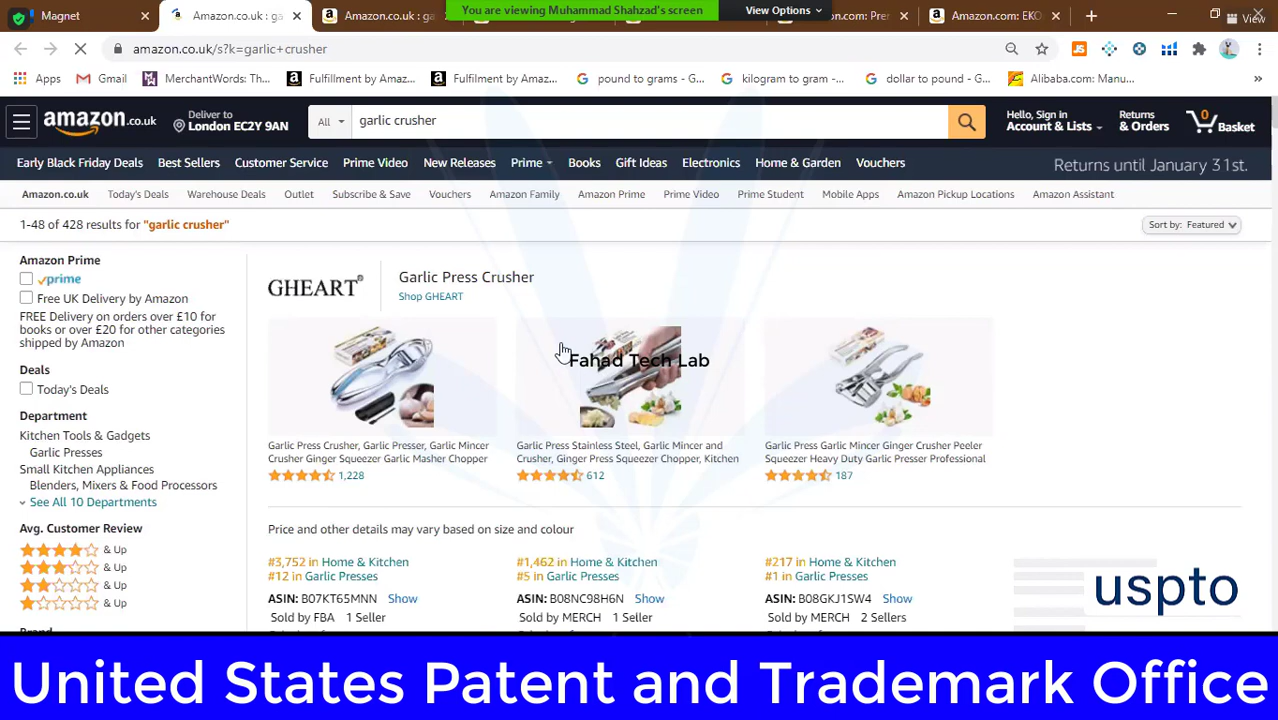 You are viewing Muhammad Shahzad's screen
View Options
View
Magnet
Amazon.co.uk : ga
Amazon.co.uk : ga
.com: Prer
Amazon.com: EKO
amazon.co.uk/s?k=garlic+crusher
Apps
Gmail
MerchantWords: Th...
Fulfillment by Amaz...
Fulfilment by Amaz...
pound to grams - G...
kilogram to gram -...
dollar to pound - G...
Alibaba.com: Manu...
amazon.co.uk
Deliver to
London EC2Y 9AN
All
garlic crusher
Hello, Sign in
Account & Lists
Returns
& Orders
0
Basket
Early Black Friday Deals
Best Sellers
Customer Service
Prime Video
New Releases
Prime
Books
Gift Ideas
Electronics
Home & Garden
Vouchers
Returns until January 31st.
Amazon.co.uk
Today's Deals
Warehouse Deals
Outlet
Subscribe & Save
Vouchers
Amazon Family
Amazon Prime
Prime Video
Prime Student
Mobile Apps
Amazon Pickup Locations
Amazon Assistant
1-48 of 428 results for "garlic crusher"
Sort by: Featured
Amazon Prime
prime
Free UK Delivery by Amazon
FREE Delivery on orders over £10 for
books or over £20 for other categories
shipped by Amazon
Deals
Today's Deals
Department
Kitchen Tools & Gadgets
Garlic Presses
Small Kitchen Appliances
Blenders, Mixers & Food Processors
See All 10 Departments
Avg. Customer Review
& Up
& Up
& Up
& Up
Brand
GHEART®
Garlic Press Crusher
Shop GHEART
Fahad Tech Lab
Garlic Press Crusher, Garlic Presser, Garlic Mincer
Crusher Ginger Squeezer Garlic Masher Chopper
1,228
Garlic Press Stainless Steel, Garlic Mincer and
Crusher, Ginger Press Squeezer Chopper, Kitchen
612
Garlic Press Garlic Mincer Ginger Crusher Peeler
Squeezer Heavy Duty Garlic Presser Professional
187
Price and other details may vary based on size and colour
#3,752 in Home & Kitchen
#12 in Garlic Presses
ASIN: B07KT65MNN Show
Sold by FBA 1 Seller
#1,462 in Home & Kitchen
#5 in Garlic Presses
ASIN: B08NC98H6N Show
Sold by MERCH 1 Seller
#217 in Home & Kitchen
#1 in Garlic Presses
ASIN: B08GKJ1SW4 Show
Sold by MERCH 2 Sellers
uspto
United States Patent and Trademark Office